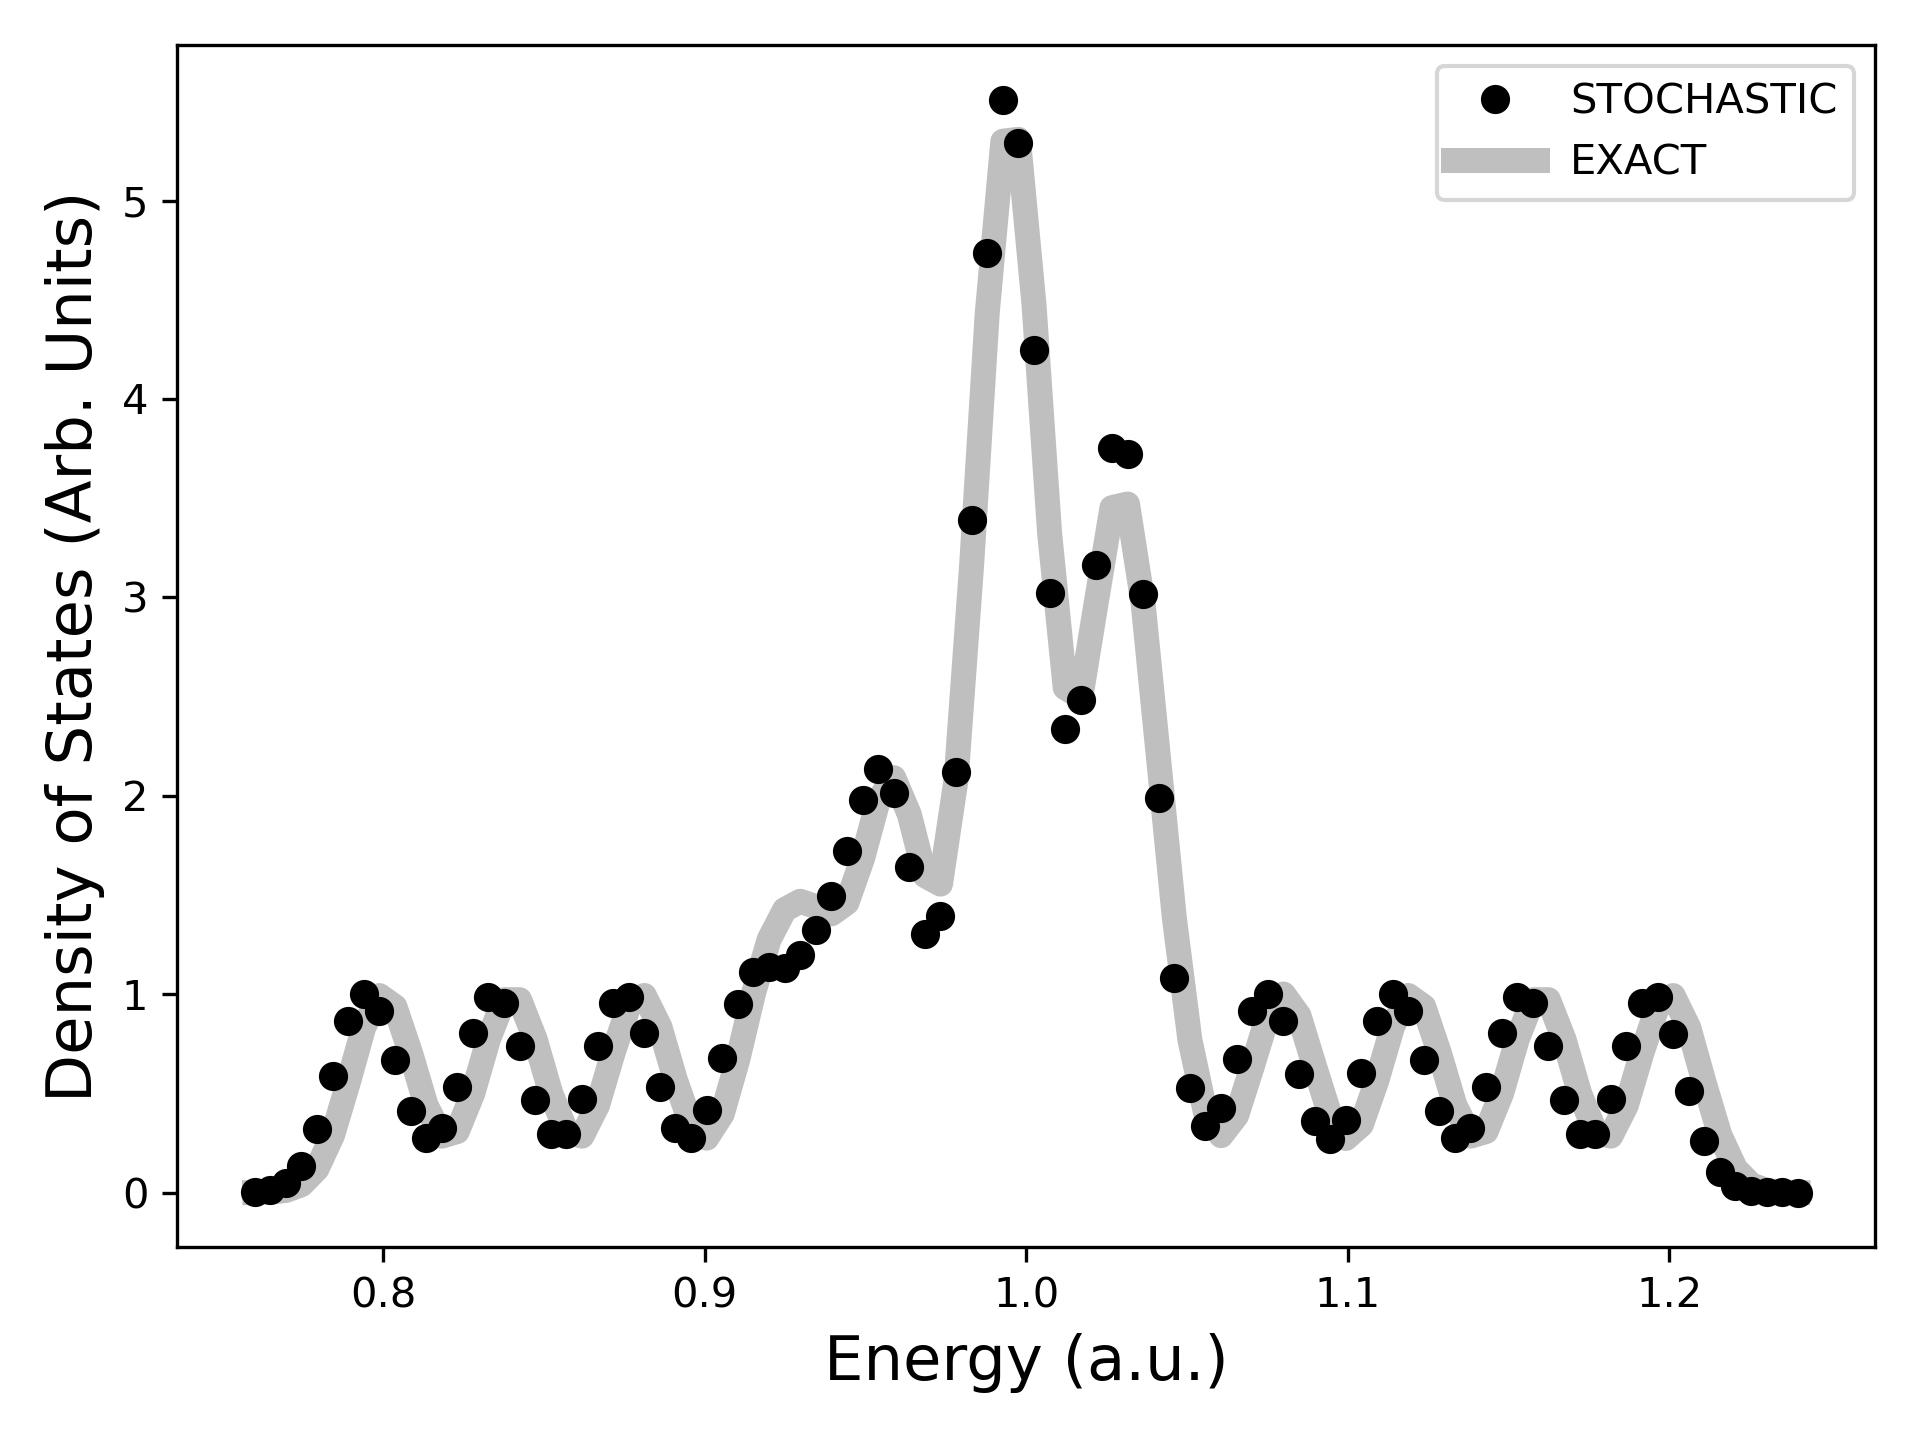 STOCHASTIC
EXACT
Density of States (Arb. Units)
5
4
3
2
1
0
0.8 0.9 1.0 1.1 1.2
Energy (a.u.)